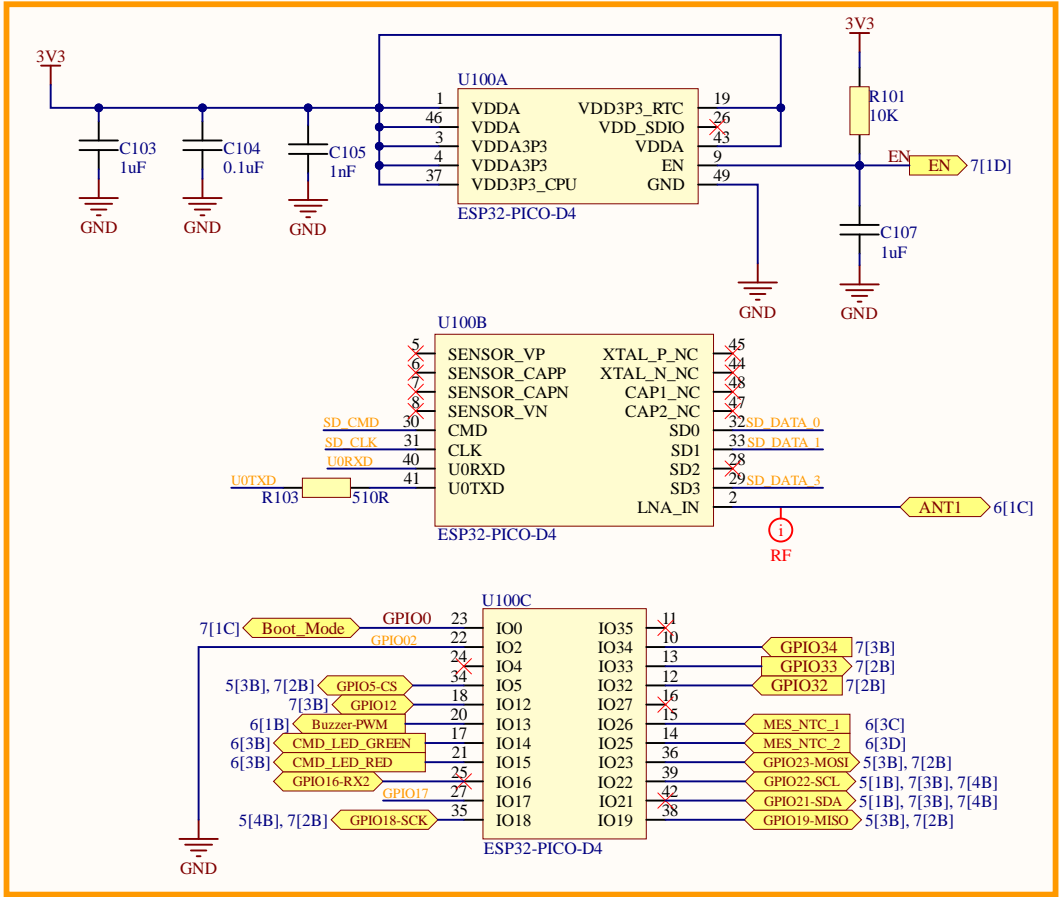 3V3
3V3
U100A
1 VDDA VDD3P3_RTC 19
46 VDDA VDD_SDIO 26
3 VDDA3P3 VDDA 43
4 VDDA3P3 EN 9
37 VDD3P3_CPU GND 49
ESP32-PICO-D4
C103
1uF
C104
0.1uF
C105
1nF
GND
GND
GND
R101
10K
EN EN 7[1D]
C107
1uF
GND
GND
U100B
5 SENSOR_VP XTAL_P_NC 45
6 SENSOR_CAPP XTAL_N_NC 44
7 SENSOR_CAPN CAP1_NC 48
8 SENSOR_VN CAP2_NC 47
SD_CMD 30 CMD SD0 32 SD_DATA_0
SD_CLK 31 CLK SD1 33 SD_DATA_1
U0RXD 40 U0RXD SD2 28
U0TXD R103 510R 41 U0TXD SD3 29 SD_DATA_3
LNA_IN 2 ANT1 6[1C]
ESP32-PICO-D4
i
RF
U100C
7[1C] Boot_Mode GPIO0 23 IO0 IO35 11
GPIO02 22 IO2 IO34 10 GPIO34 7[3B]
24 IO4 IO33 13 GPIO33 7[2B]
5[3B], 7[2B] GPIO5-CS 34 IO5 IO32 12 GPIO32 7[2B]
7[3B] GPIO12 18 IO12 IO27 16
6[1B] Buzzer-PWM 20 IO13 IO26 15 MES_NTC_1 6[3C]
6[3B] CMD_LED_GREEN 17 IO14 IO25 14 MES_NTC_2 6[3D]
6[3B] CMD_LED_RED 21 IO15 IO23 36 GPIO23-MOSI 5[3B], 7[2B]
GPIO16-RX2 25 IO16 IO22 39 GPIO22-SCL 5[1B], 7[3B], 7[4B]
GPIO17 27 IO17 IO21 42 GPIO21-SDA 5[1B], 7[3B], 7[4B]
5[4B], 7[2B] GPIO18-SCK 35 IO18 IO19 38 GPIO19-MISO 5[3B], 7[2B]
ESP32-PICO-D4
GND